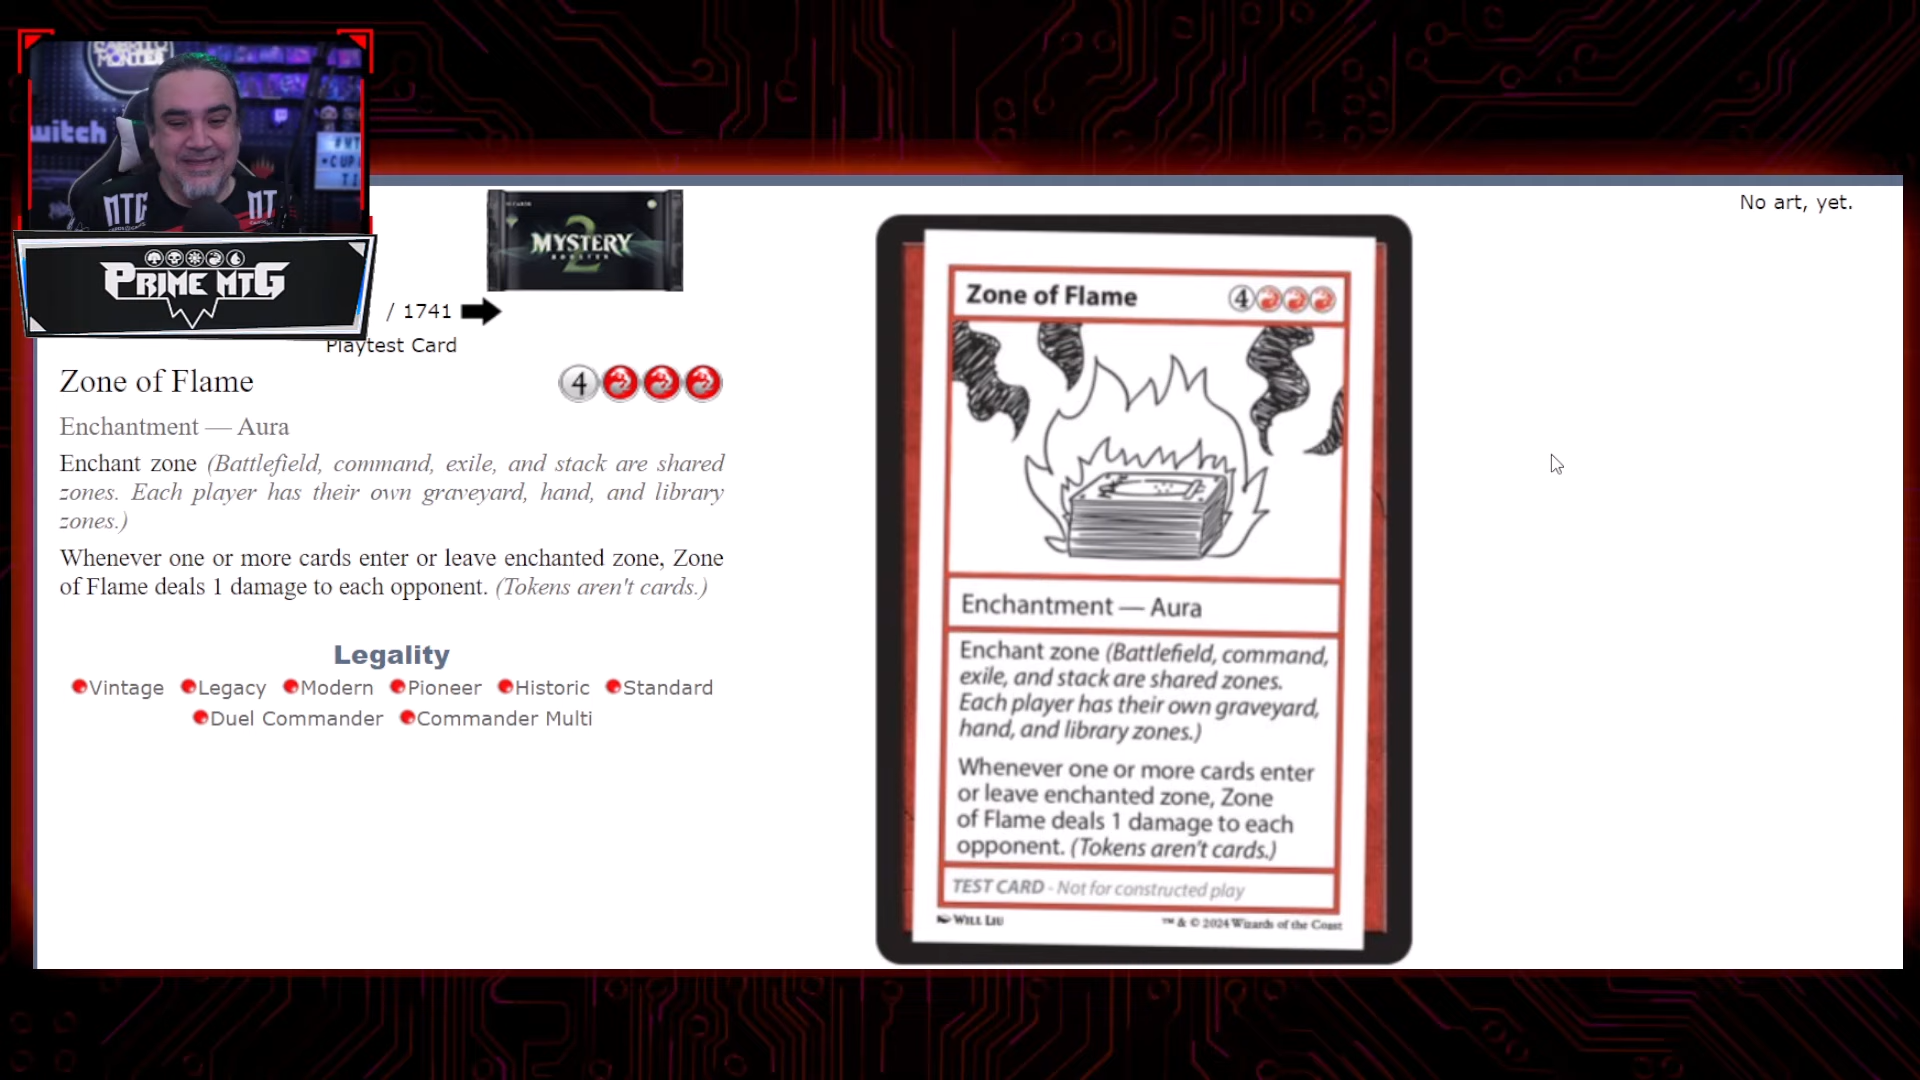 witch
MTG
MT
PRIME MTG
MYSTERY
2
BOOSTER
/ 1741
Playtest Card
Zone of Flame
4
Enchantment — Aura
Enchant zone (Battlefield, command, exile, and stack are shared
zones. Each player has their own graveyard, hand, and library
zones.)
Whenever one or more cards enter or leave enchanted zone, Zone
of Flame deals 1 damage to each opponent. (Tokens aren't cards.)
Legality
Vintage Legacy Modern Pioneer Historic Standard
Duel Commander Commander Multi
No art, yet.
Zone of Flame 4
Enchantment — Aura
Enchant zone (Battlefield, command,
exile, and stack are shared zones.
Each player has their own graveyard,
hand, and library zones.)
Whenever one or more cards enter
or leave enchanted zone, Zone
of Flame deals 1 damage to each
opponent. (Tokens aren't cards.)
TEST CARD - Not for constructed play
WILL LIU ™ & © 2024 Wizards of the Coast